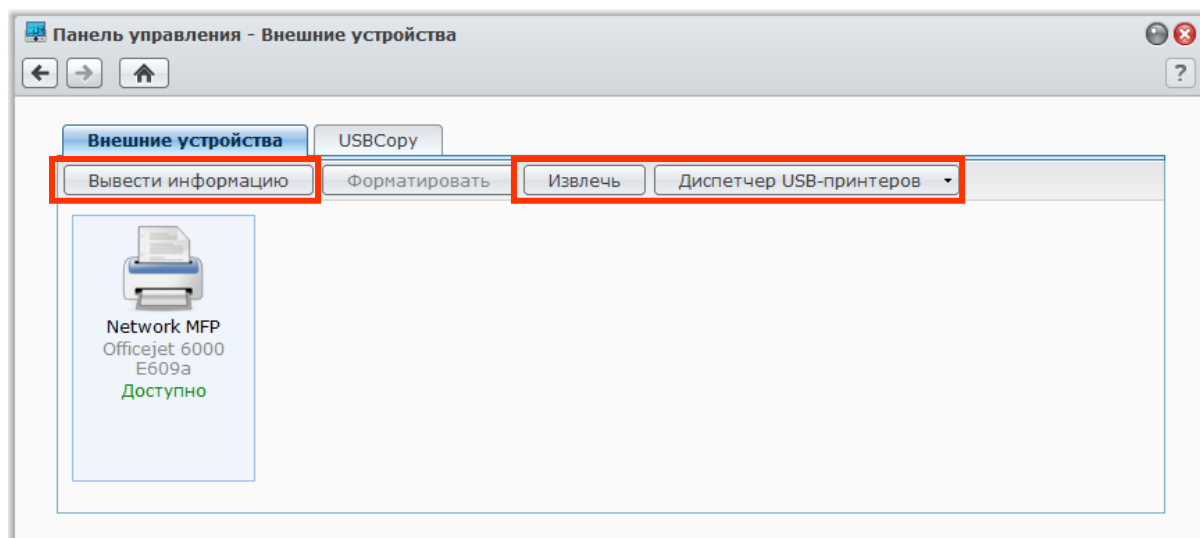 Панель управления - Внешние устройства
?
Внешние устройства USBCopy
Вывести информацию Форматировать Извлечь Диспетчер USB-принтеров
Network MFP
Officejet 6000
E609a
Доступно